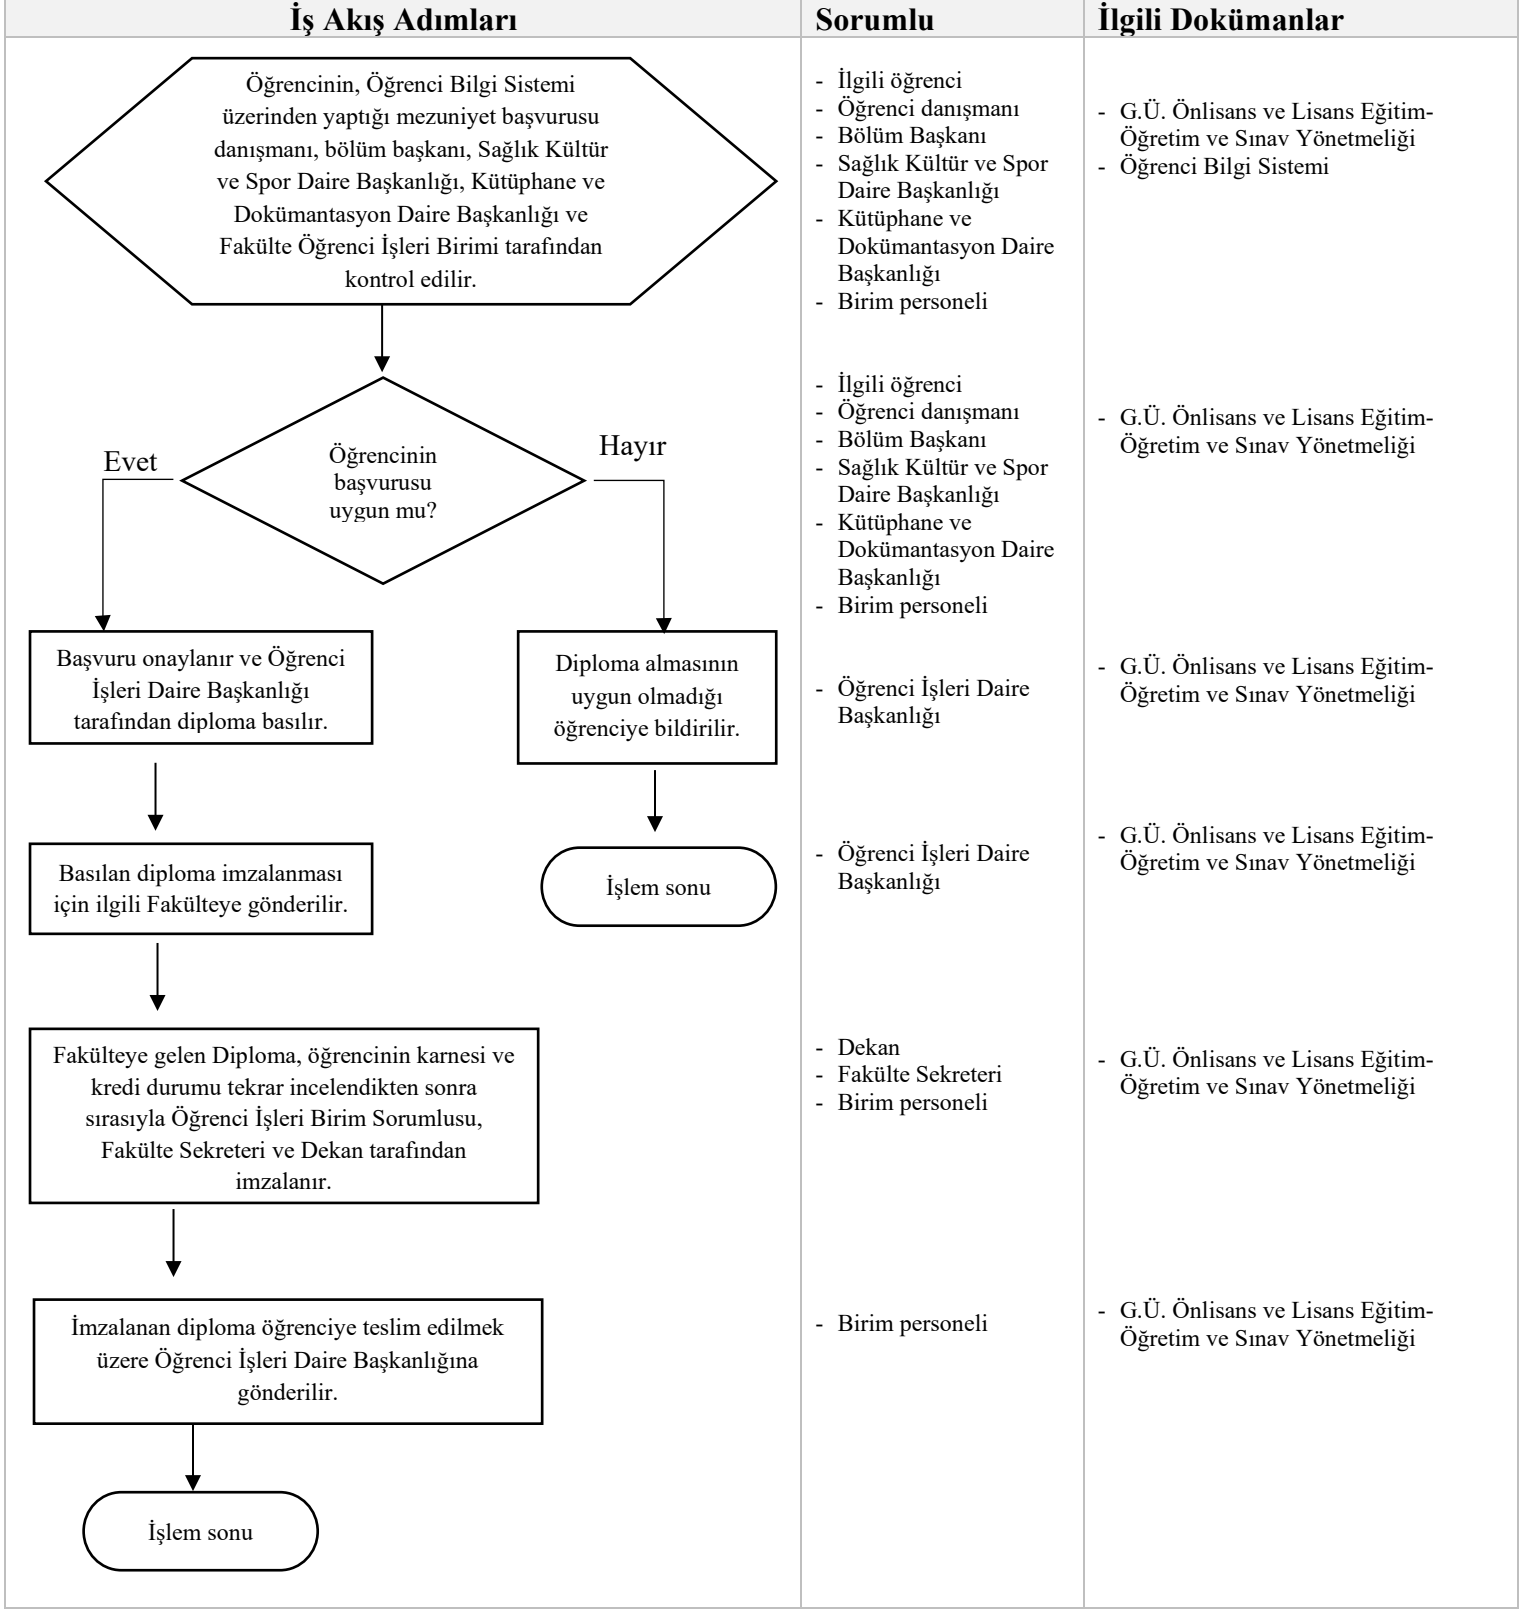 İş Akış Adımları
Sorumlu
İlgili Dokümanlar
Öğrencinin, Öğrenci Bilgi Sistemi
üzerinden yaptığı mezuniyet başvurusu
danışmanı, bölüm başkanı, Sağlık Kültür
ve Spor Daire Başkanlığı, Kütüphane ve
Dokümantasyon Daire Başkanlığı ve
Fakülte Öğrenci İşleri Birimi tarafından
kontrol edilir.
- İlgili öğrenci
- Öğrenci danışmanı
- Bölüm Başkanı
- Sağlık Kültür ve Spor
Daire Başkanlığı
- Kütüphane ve
Dokümantasyon Daire
Başkanlığı
- Birim personeli
- G.Ü. Önlisans ve Lisans Eğitim-
Öğretim ve Sınav Yönetmeliği
- Öğrenci Bilgi Sistemi
Evet
Öğrencinin
başvurusu
uygun mu?
Hayır
- İlgili öğrenci
- Öğrenci danışmanı
- Bölüm Başkanı
- Sağlık Kültür ve Spor
Daire Başkanlığı
- Kütüphane ve
Dokümantasyon Daire
Başkanlığı
- Birim personeli
- G.Ü. Önlisans ve Lisans Eğitim-
Öğretim ve Sınav Yönetmeliği
Başvuru onaylanır ve Öğrenci
İşleri Daire Başkanlığı
tarafından diploma basılır.
Diploma almasının
uygun olmadığı
öğrenciye bildirilir.
- Öğrenci İşleri Daire
Başkanlığı
- G.Ü. Önlisans ve Lisans Eğitim-
Öğretim ve Sınav Yönetmeliği
Basılan diploma imzalanması
için ilgili Fakülteye gönderilir.
İşlem sonu
- Öğrenci İşleri Daire
Başkanlığı
- G.Ü. Önlisans ve Lisans Eğitim-
Öğretim ve Sınav Yönetmeliği
Fakülteye gelen Diploma, öğrencinin karnesi ve
kredi durumu tekrar incelendikten sonra
sırasıyla Öğrenci İşleri Birim Sorumlusu,
Fakülte Sekreteri ve Dekan tarafından
imzalanır.
- Dekan
- Fakülte Sekreteri
- Birim personeli
- G.Ü. Önlisans ve Lisans Eğitim-
Öğretim ve Sınav Yönetmeliği
İmzalanan diploma öğrenciye teslim edilmek
üzere Öğrenci İşleri Daire Başkanlığına
gönderilir.
- Birim personeli
- G.Ü. Önlisans ve Lisans Eğitim-
Öğretim ve Sınav Yönetmeliği
İşlem sonu